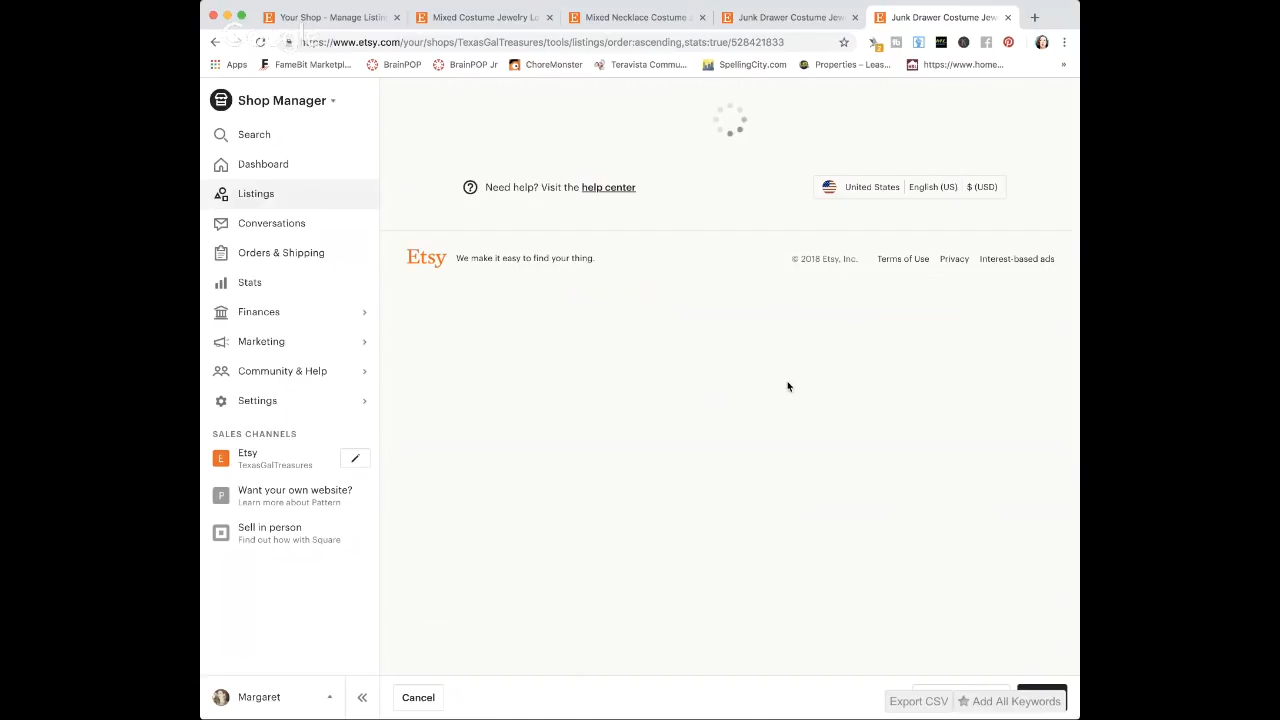 Your Shop - Manage Listin
Mixed Costume Jewelry Lo
Mixed Necklace Costume J
Junk Drawer Costume Jew
Junk Drawer Costume Jew
https://www.etsy.com/your/shops/TexasGalTreasures/tools/listings/order:ascending,stats:true/528421833
Apps
FameBit Marketpl...
BrainPOP
BrainPOP Jr
ChoreMonster
Teravista Commu...
SpellingCity.com
Properties – Leas...
https://www.home...
»
Shop Manager
Search
Dashboard
Listings
Conversations
Orders & Shipping
Stats
Finances
Marketing
Community & Help
Settings
SALES CHANNELS
E
Etsy
TexasGalTreasures
P
Want your own website?
Learn more about Pattern
Sell in person
Find out how with Square
Margaret
Need help? Visit the help center
United States
English (US)
$ (USD)
Etsy
We make it easy to find your thing.
© 2018 Etsy, Inc.
Terms of Use
Privacy
Interest-based ads
Cancel
Export CSV
Add All Keywords